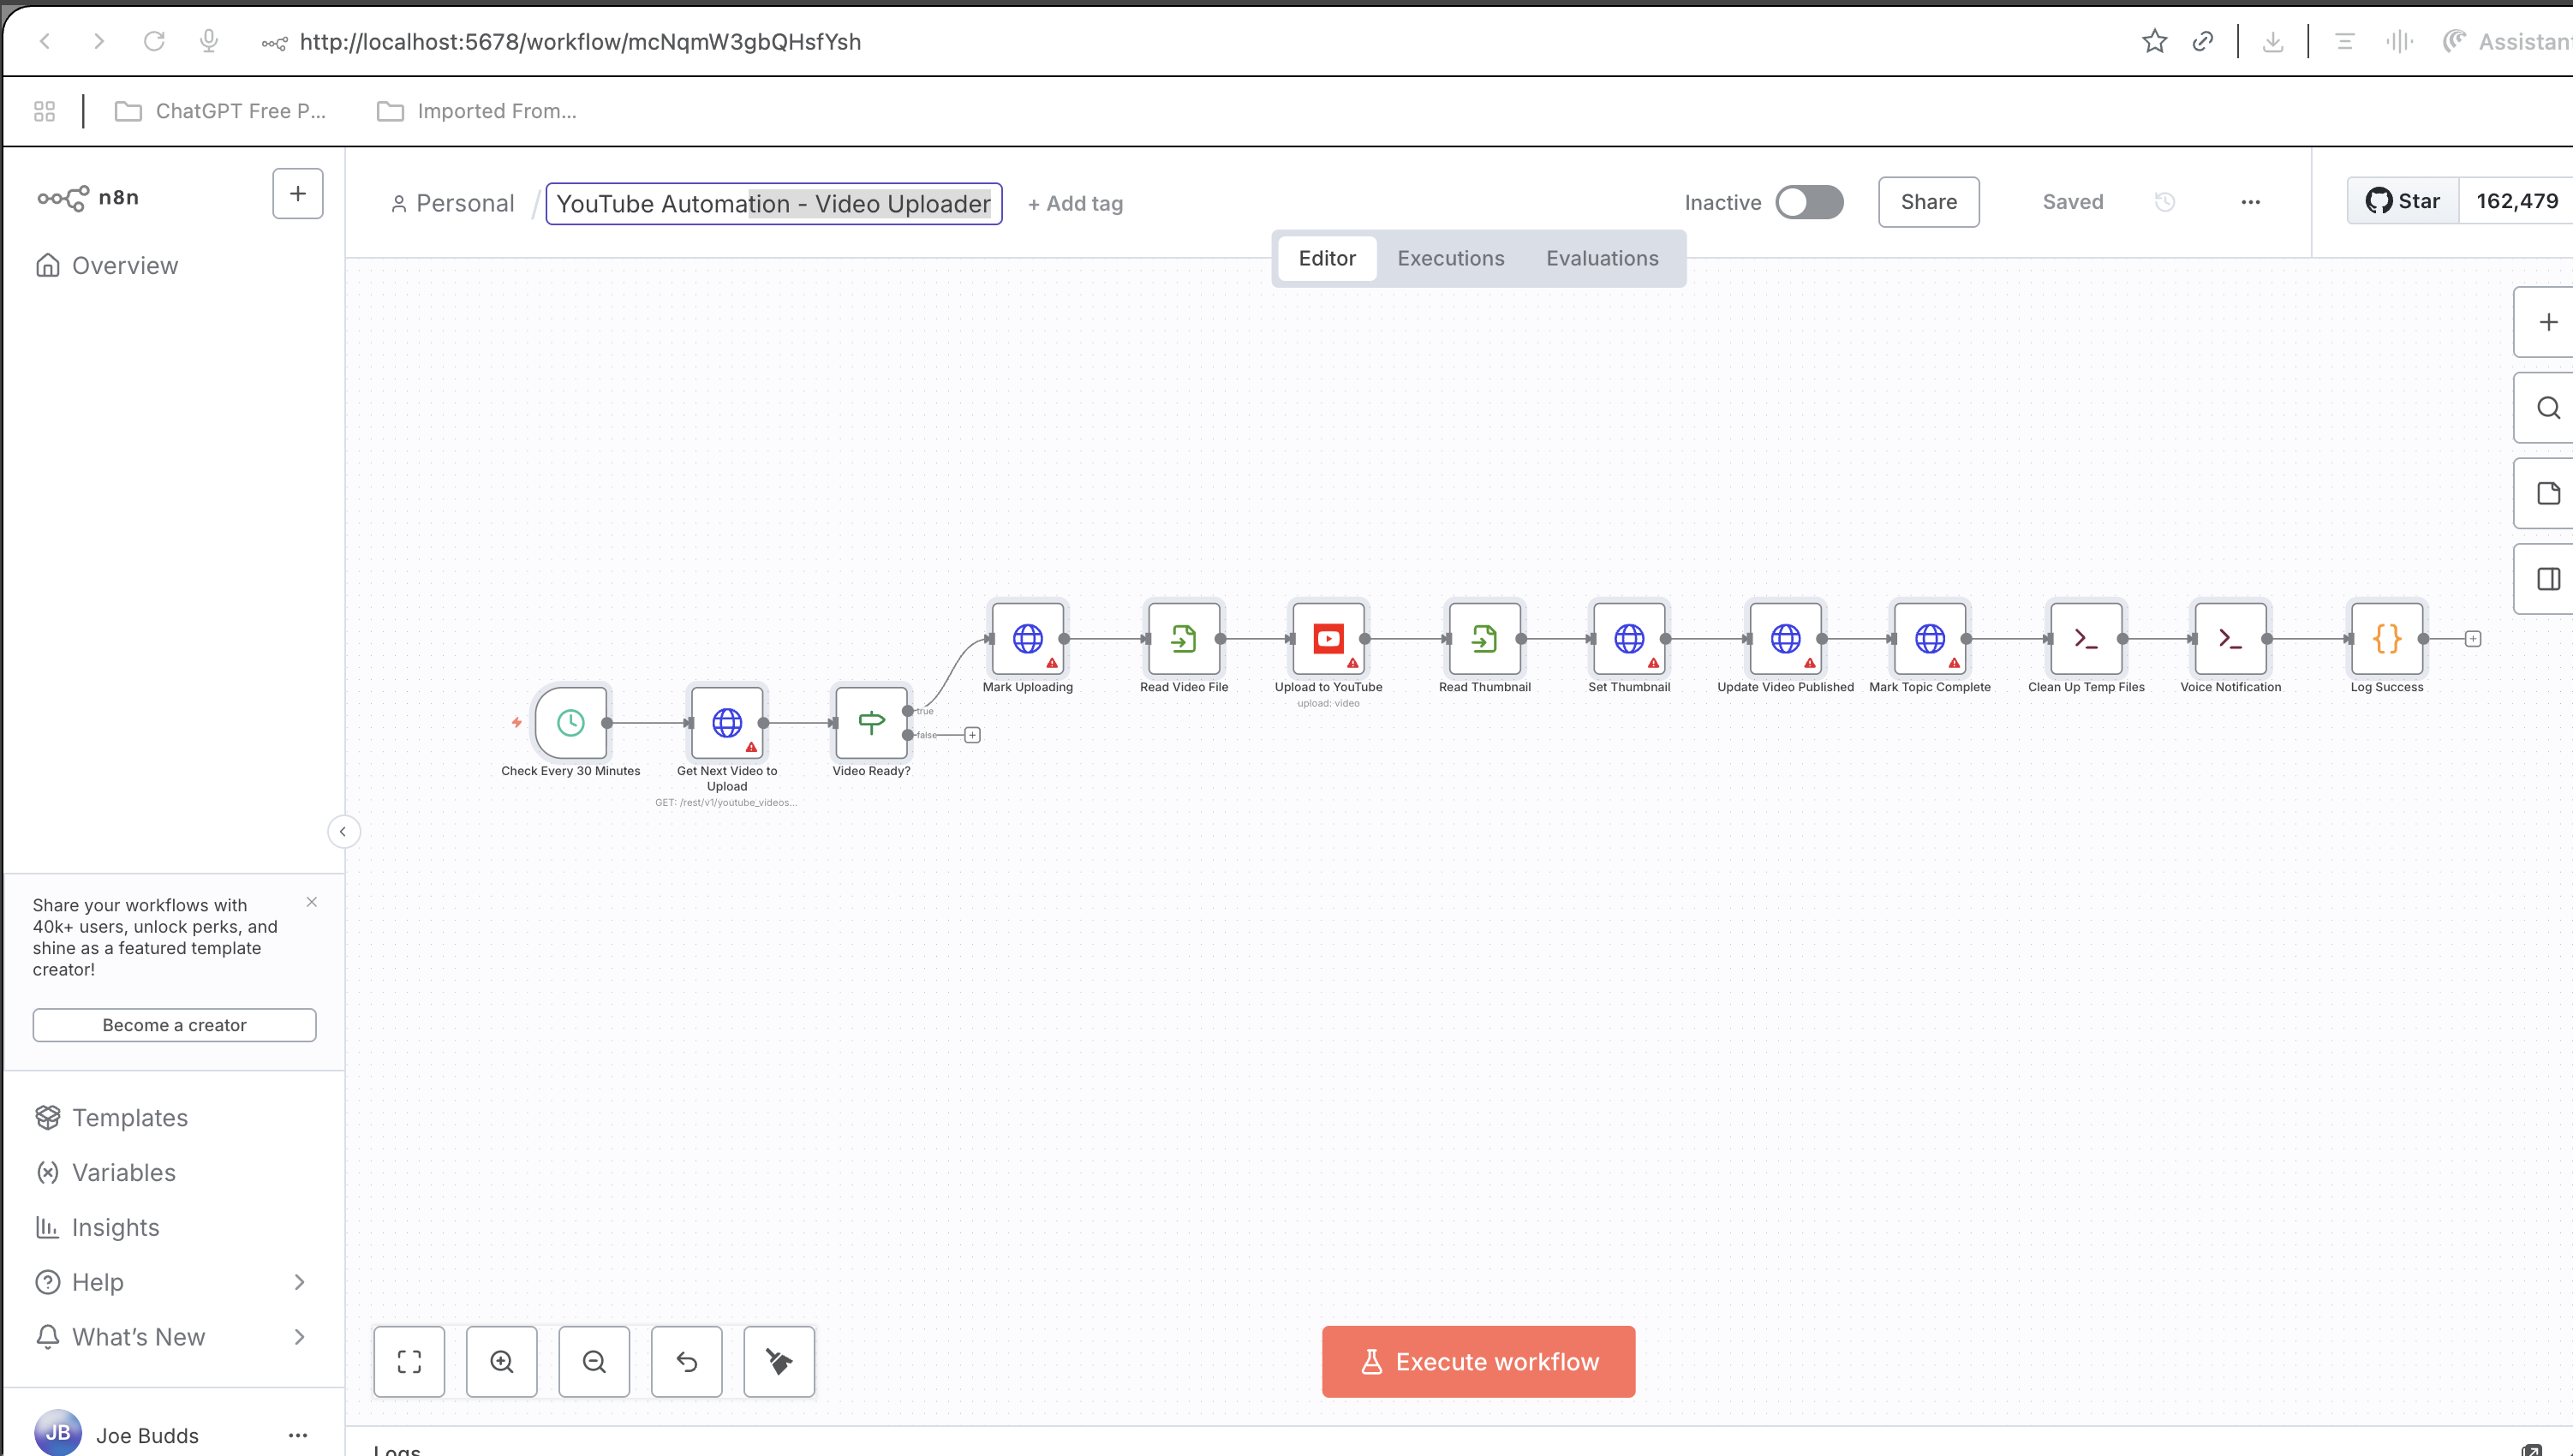 http://localhost:5678/workflow/mcNqmW3gbQHsfYsh
Assistant
ChatGPT Free P...
Imported From...
n8n
Overview
Personal
/
YouTube Automation - Video Uploader
+ Add tag
Inactive
Share
Saved
Star
162,479
Editor
Executions
Evaluations
Mark Uploading
Read Video File
Upload to YouTube
upload: video
Read Thumbnail
Set Thumbnail
Update Video Published
Mark Topic Complete
Clean Up Temp Files
Voice Notification
Log Success
true
false
Check Every 30 Minutes
Get Next Video to
Upload
GET: /rest/v1/youtube_videos...
Video Ready?
Share your workflows with
40k+ users, unlock perks, and
shine as a featured template
creator!
Become a creator
Templates
Variables
Insights
Help
What's New
Execute workflow
JB
Joe Budds
Logs